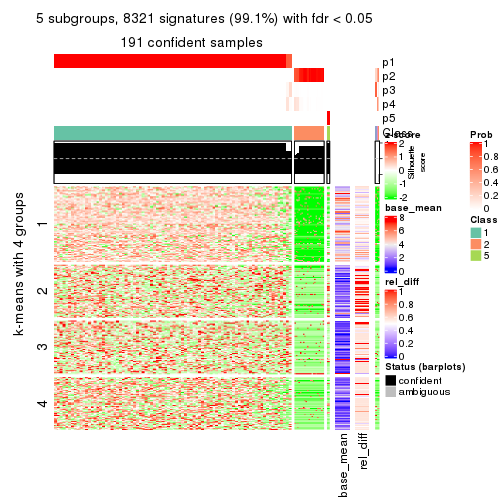 5 subgroups, 8321 signatures (99.1%) with fdr < 0.05
191 confident samples
p1
p2
p3
p4
p5
Class
1
2
3
4
k-means with 4 groups
base_mean
rel_diff
Silhouette
score
z-score
2
1
0
-1
-2
base_mean
8
6
4
2
0
rel_diff
1
0.8
0.6
0.4
0.2
0
Status (barplots)
confident
ambiguous
Prob
1
0.8
0.6
0.4
0.2
0
Class
1
2
5